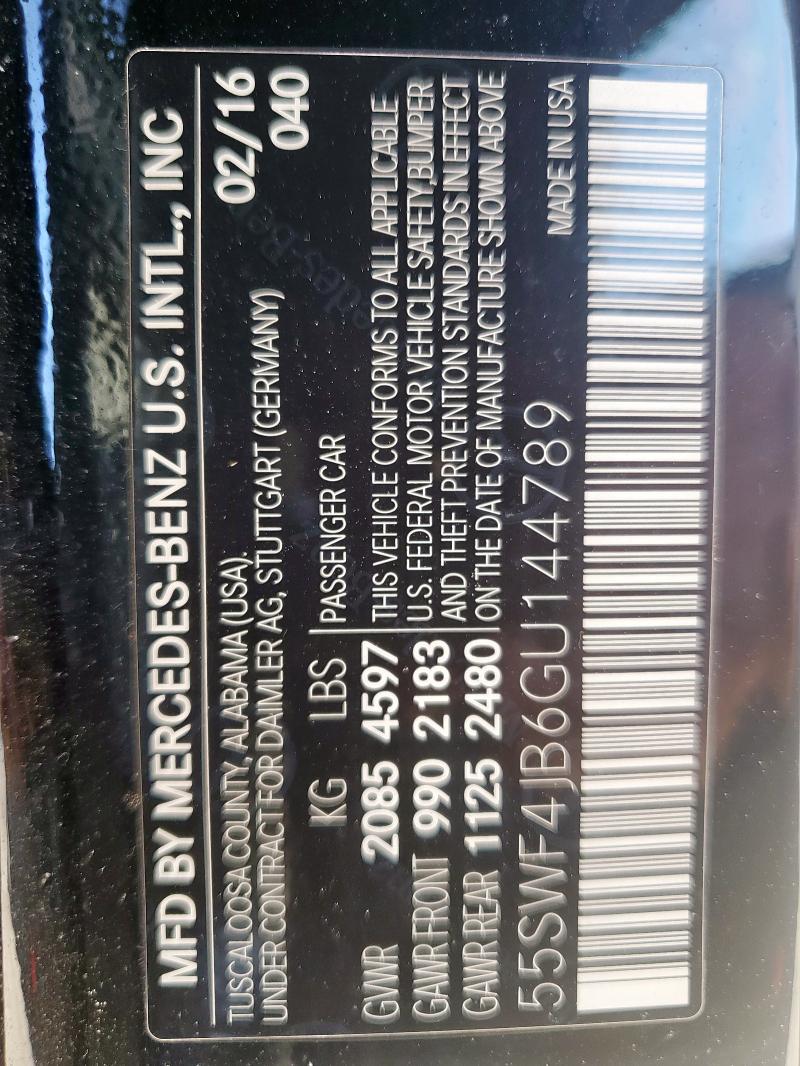 MFD BY MERCEDES-BENZ U.S. INTL., INC
TUSCALOOSA COUNTY, ALABAMA (USA). 02/16
UNDER CONTRACT FOR DAIMLER AG, STUTTGART (GERMANY) 040
KG LBS PASSENGER CAR
GVWR 2085 4597 THIS VEHICLE CONFORMS TO ALL APPLICABLE
GAWR FRONT 990 2183 U.S. FEDERAL MOTOR VEHICLE SAFETY, BUMPER
GAWR REAR 1125 2480 AND THEFT PREVENTION STANDARDS IN EFFECT
ON THE DATE OF MANUFACTURE SHOWN ABOVE
55SWF4JB6GU144789 MADE IN USA